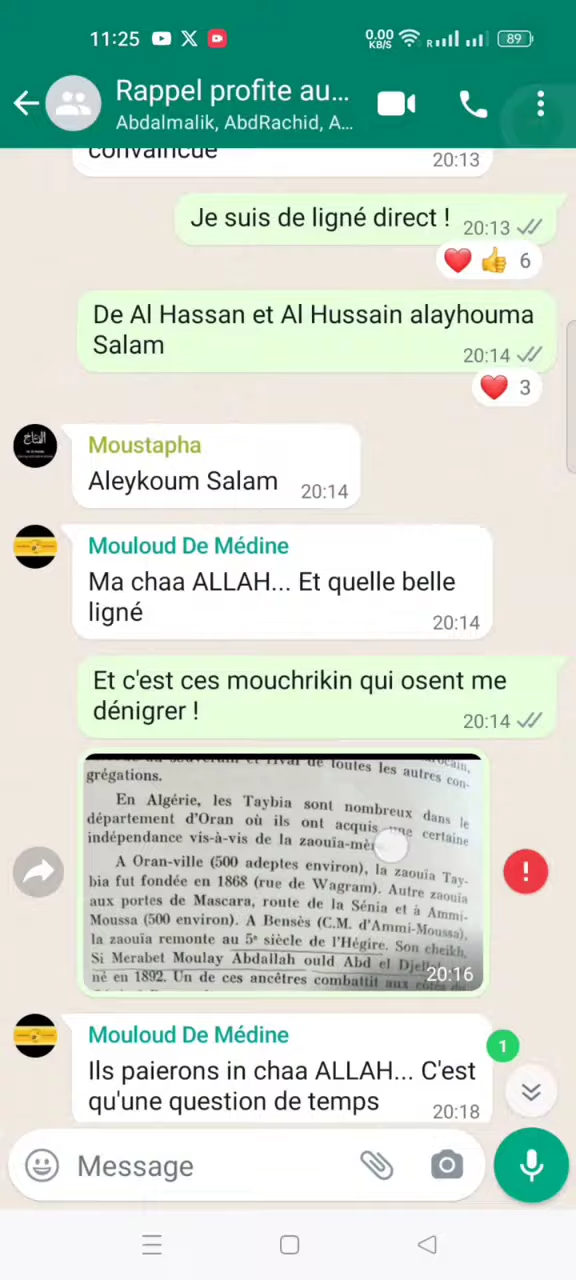 11:25
0.00
KB/S
R
89
Rappel profite au...
Abdalmalik, AbdRachid, A...
convaincue
20:13
Je suis de ligné direct !
20:13
6
De Al Hassan et Al Hussain alayhouma
Salam
20:14
3
Moustapha
Aleykoum Salam
20:14
Mouloud De Médine
Ma chaa ALLAH... Et quelle belle
ligné
20:14
Et c'est ces mouchrikin qui osent me
dénigrer !
20:14
et rival de toutes les autres con-
grégations.
En Algérie, les Taybia sont nombreux dans le
département d'Oran où ils ont acquis une certaine
indépendance vis-à-vis de la zaouïa-mère
A Oran-ville (500 adeptes environ), la zaouïa Tay-
bia fut fondée en 1868 (rue de Wagram). Autre zaouïa
aux portes de Mascara, route de la Sénia et à Ammi-
Moussa (500 environ). A Bensès (C.M. d'Ammi-Moussa),
la zaouïa remonte au 5e siècle de l'Hégire. Son cheikh,
Si Merabet Moulay Abdallah ould Abd el
né en 1892. Un de ces ancêtres combattit aux
20:16
Mouloud De Médine
Ils paierons in chaa ALLAH... C'est
qu'une question de temps
20:18
1
Message